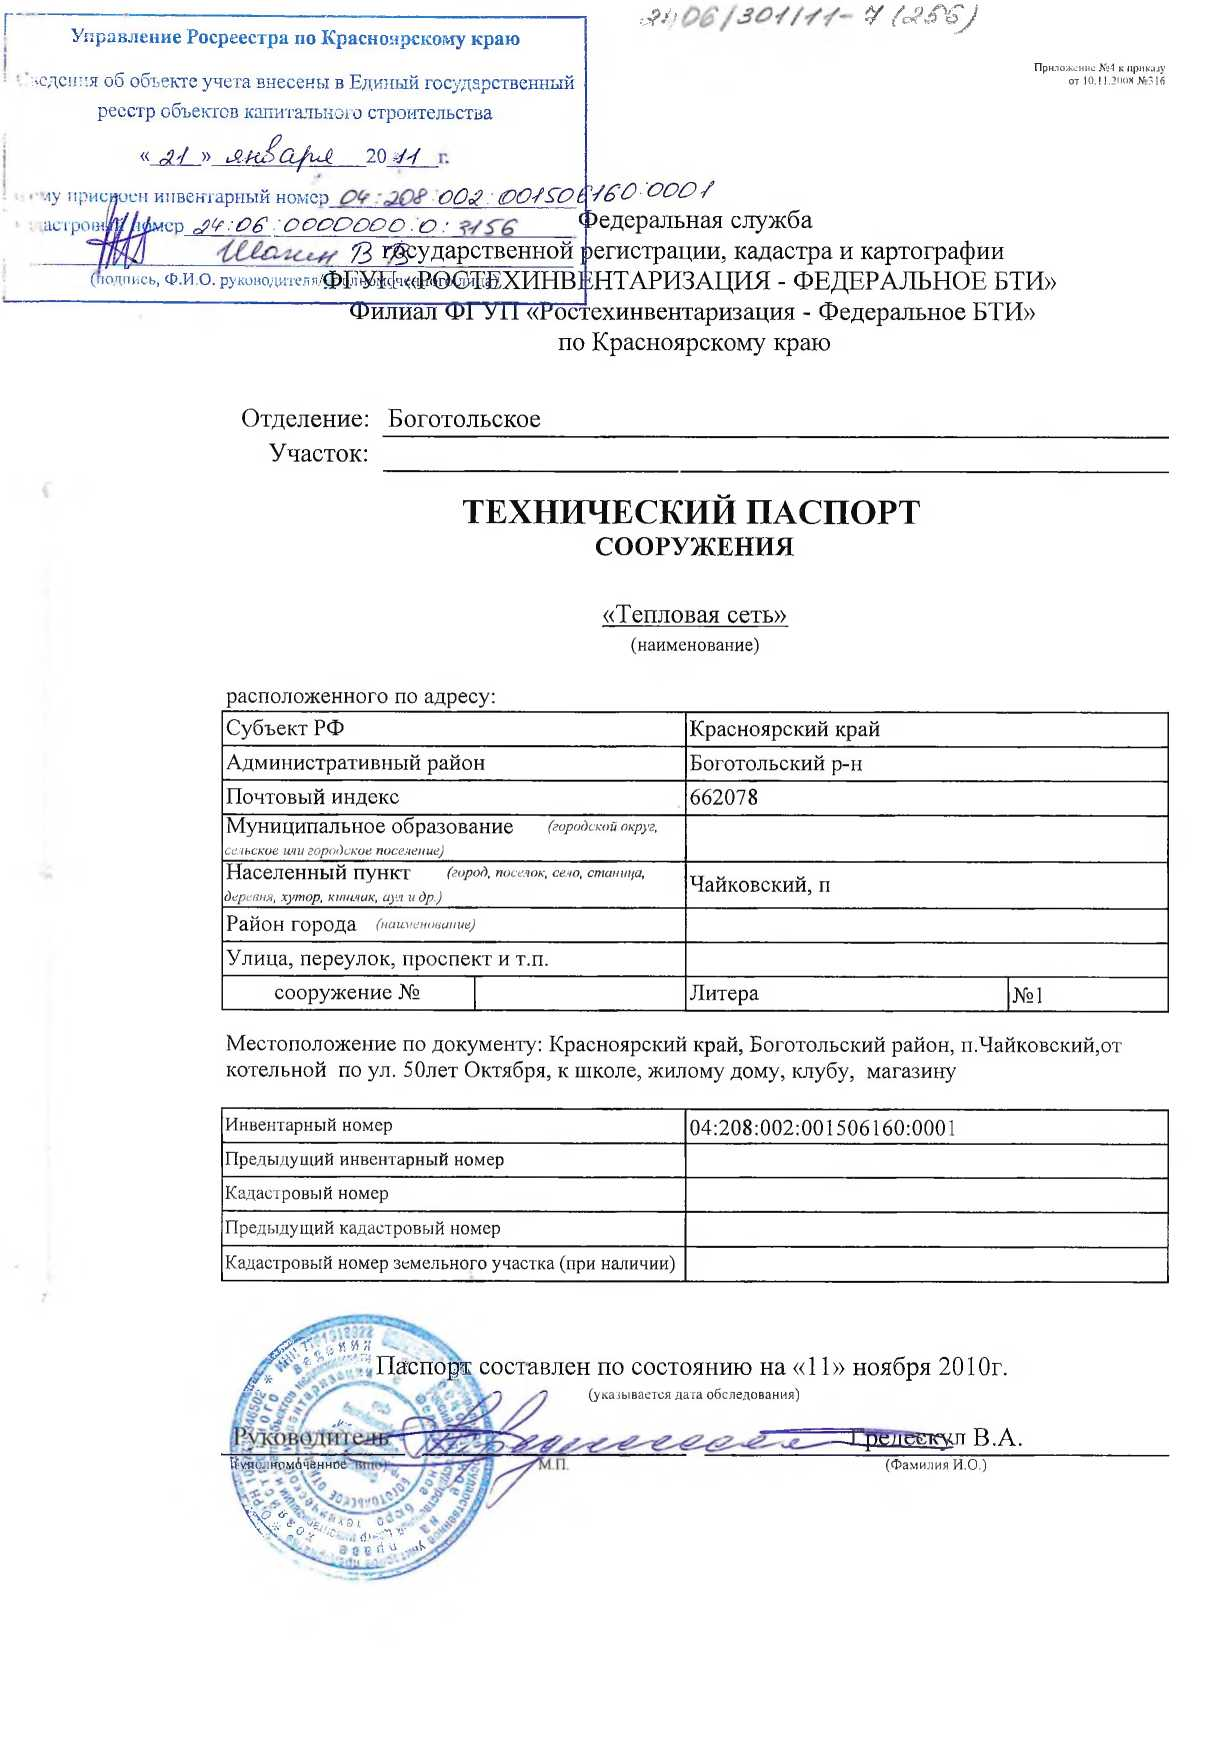 24 06/301/11-7 (256)
Приложение №4 к приказу
от 10.11.2008 №316
Управление Росреестра по Красноярскому краю
Сведения об объекте учета внесены в Единый государственный
реестр объектов капитального строительства
«21» января 2011 г.
ему присвоен инвентарный номер 04:208:002:001506160:0001
кадастровый номер 24:06:0000000:0:3156
Шагин В В
(подпись, Ф.И.О. руководителя/уполномоченного лица)
Федеральная служба
государственной регистрации, кадастра и картографии
ФГУП «РОСТЕХИНВЕНТАРИЗАЦИЯ - ФЕДЕРАЛЬНОЕ БТИ»
Филиал ФГУП «Ростехинвентаризация - Федеральное БТИ»
по Красноярскому краю
Отделение: Боготольское
Участок:
ТЕХНИЧЕСКИЙ ПАСПОРТ
СООРУЖЕНИЯ
«Тепловая сеть»
(наименование)
расположенного по адресу:
Субъект РФ Красноярский край
Административный район Боготольский р-н
Почтовый индекс 662078
Муниципальное образование (городской округ,
сельское или городское поселение)
Населенный пункт (город, поселок, село, станица,
деревня, хутор, кишлак, аул и др.) Чайковский, п
Район города (наименование)
Улица, переулок, проспект и т.п.
сооружение № Литера №1
Местоположение по документу: Красноярский край, Боготольский район, п.Чайковский,от
котельной по ул. 50лет Октября, к школе, жилому дому, клубу, магазину
Инвентарный номер 04:208:002:001506160:0001
Предыдущий инвентарный номер
Кадастровый номер
Предыдущий кадастровый номер
Кадастровый номер земельного участка (при наличии)
Паспорт составлен по состоянию на «11» ноября 2010г.
(указывается дата обследования)
Руководитель Гредескул В.А.
М.П. (Фамилия И.О.)